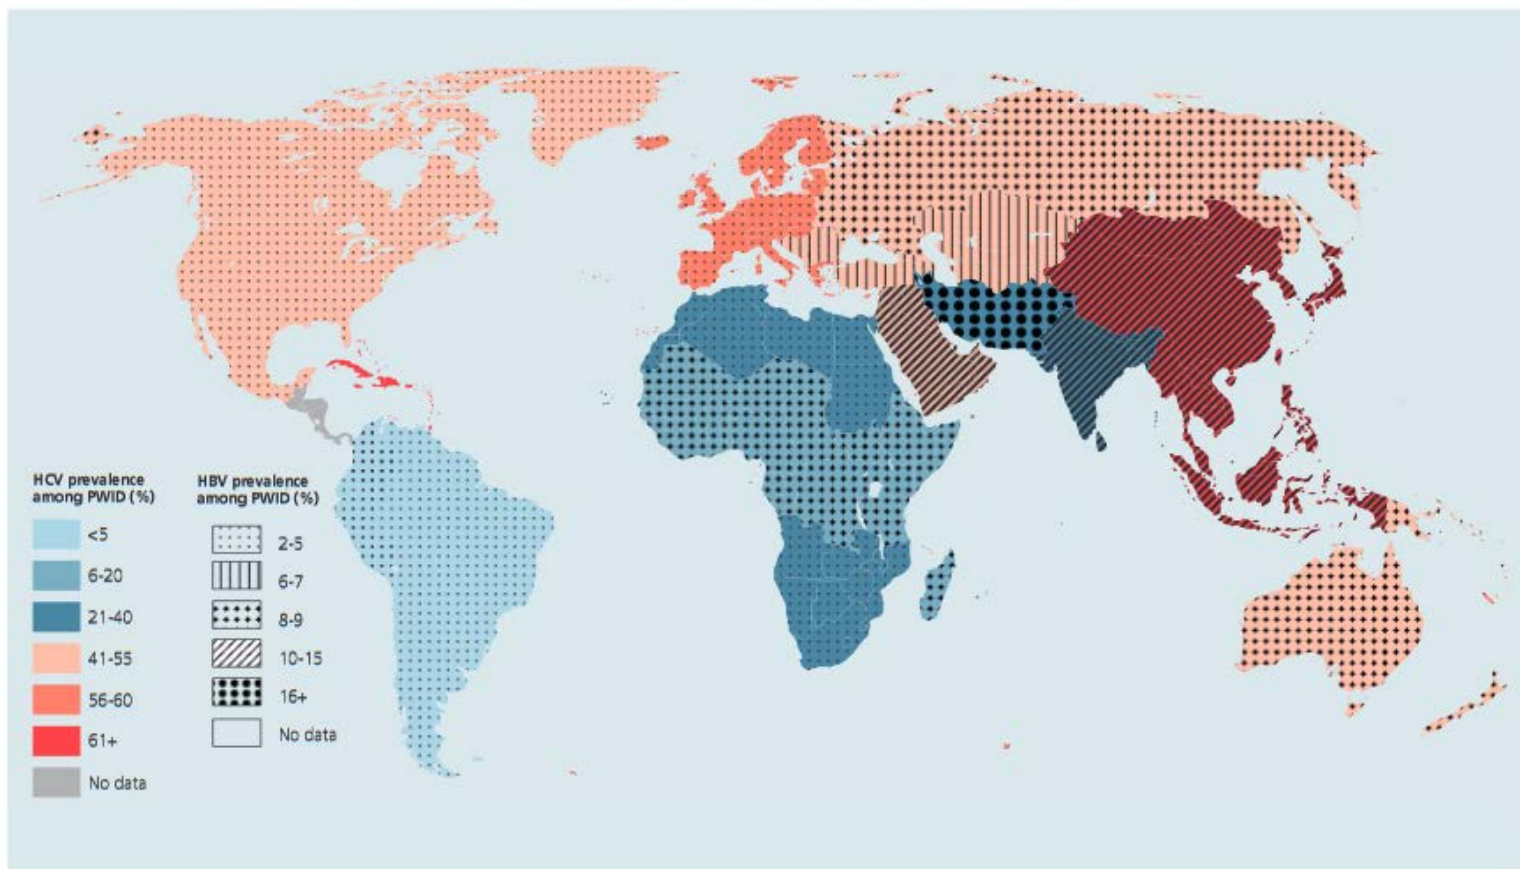 HCV prevalence
among PWID (%)
<5
6-20
21-40
41-55
56-60
61+
No data
HBV prevalence
among PWID (%)
2-5
6-7
8-9
10-15
16+
No data